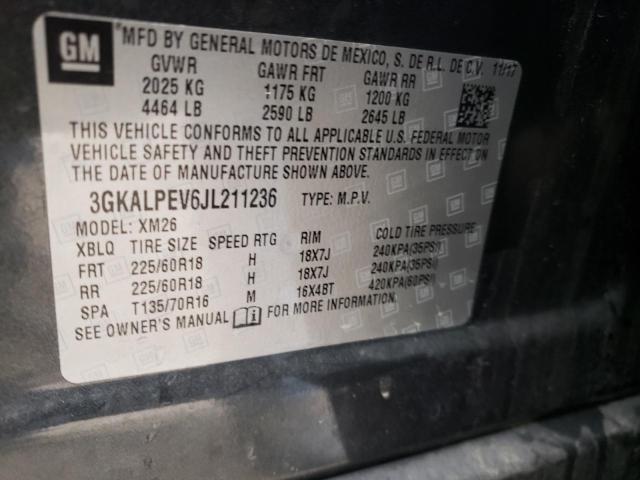 GM
*MFD BY GENERAL MOTORS DE MEXICO, S. DE R.L. DE C.V. 11/17
GVWR GAWR FRT GAWR RR
2025 KG 1175 KG 1200 KG
4464 LB 2590 LB 2645 LB
THIS VEHICLE CONFORMS TO ALL APPLICABLE U.S. FEDERAL MOTOR
VEHICLE SAFETY AND THEFT PREVENTION STANDARDS IN EFFECT ON
THE DATE OF MANUFACTURE SHOWN ABOVE.
3GKALPEV6JL211236 TYPE: M.P.V.
MODEL: XM26
XBLQ TIRE SIZE SPEED RTG RIM COLD TIRE PRESSURE
FRT 225/60R18 H 18X7J 240KPA(35PSI)
RR 225/60R18 H 18X7J 240KPA(35PSI)
SPA T135/70R16 M 16X4BT 420KPA(60PSI)
SEE OWNER'S MANUAL FOR MORE INFORMATION.